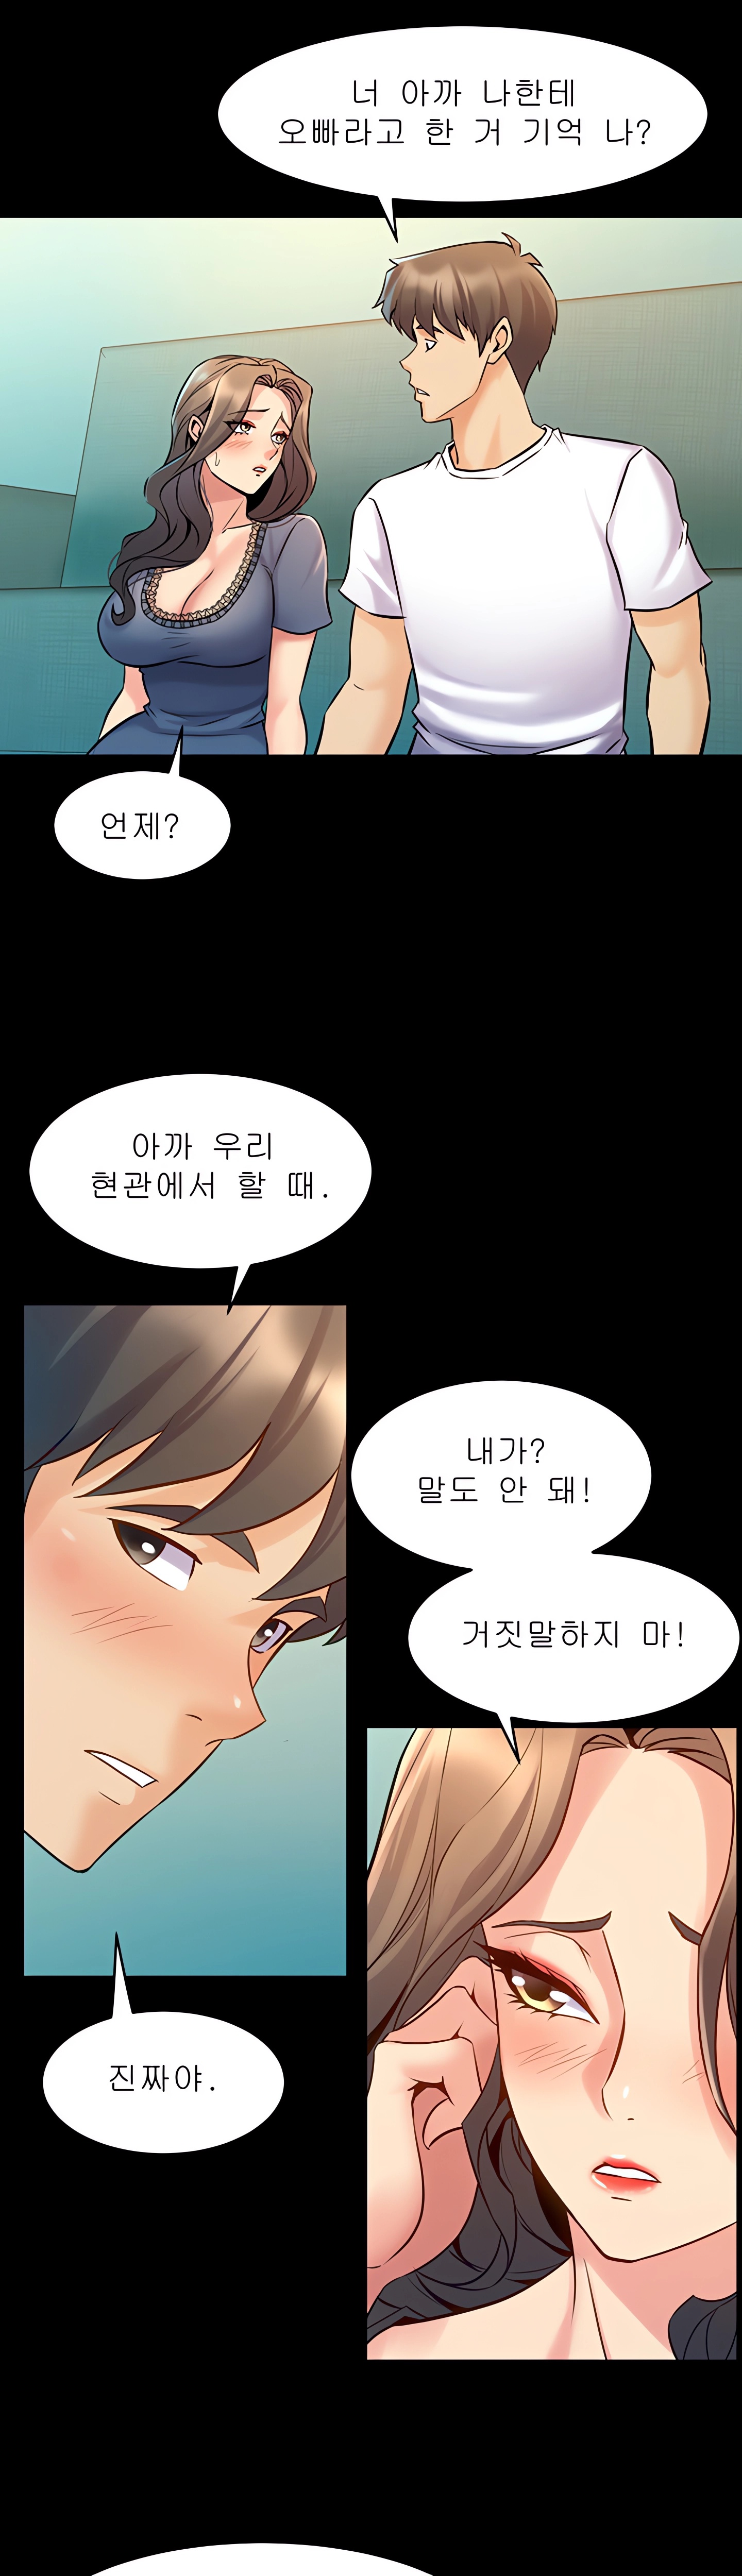 너 아까 나한테
오빠라고 한 거 기억 나?
언제?
아까 우리
현관에서 할 때.
내가?
말도 안 돼!
거짓말하지 마!
진짜야.